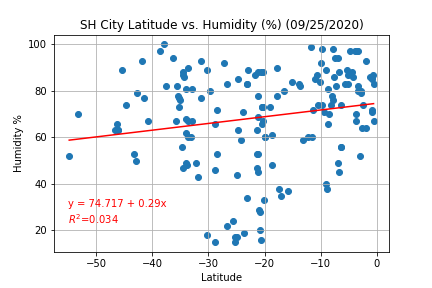 SH City Latitude vs. Humidity (%) (09/25/2020)
100
80
60
40
20
Humidity %
y = 74.717 + 0.29x
R²=0.034
−50 −40 −30 −20 −10 0
Latitude